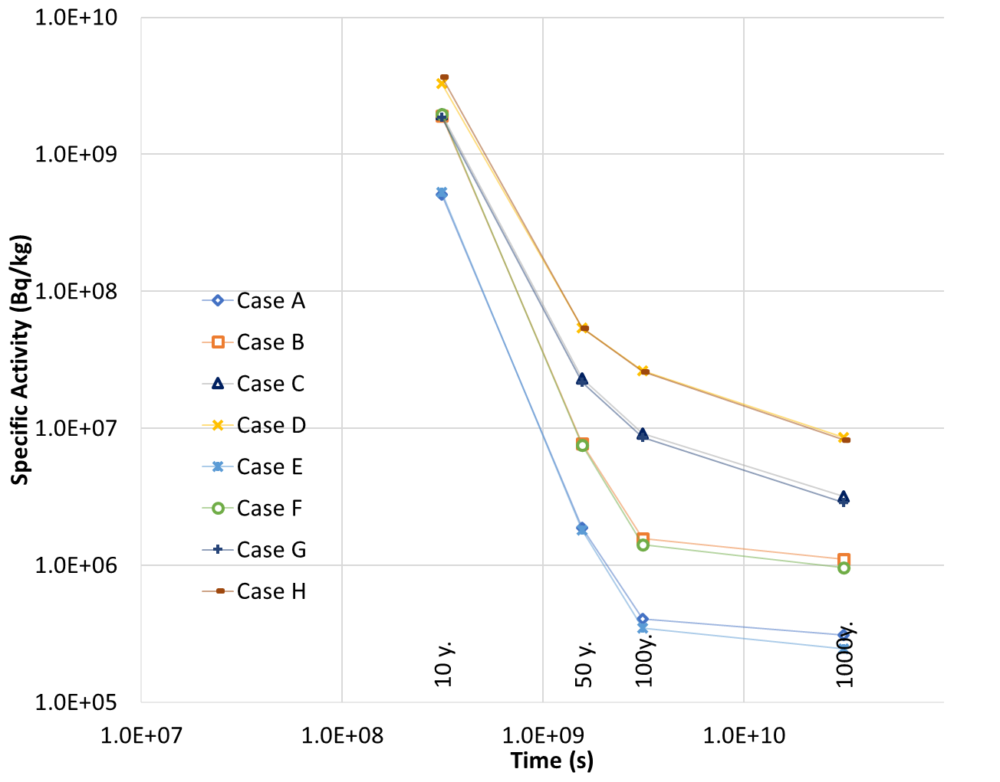 1.0E+10
1.0E+09
1.0E+08
1.0E+07
1.0E+06
1.0E+05
Specific Activity (Bq/kg)
Case A
Case B
Case C
Case D
Case E
Case F
Case G
Case H
10 y.
50 y.
100y.
1000y.
1.0E+07
1.0E+08
1.0E+09
1.0E+10
Time (s)